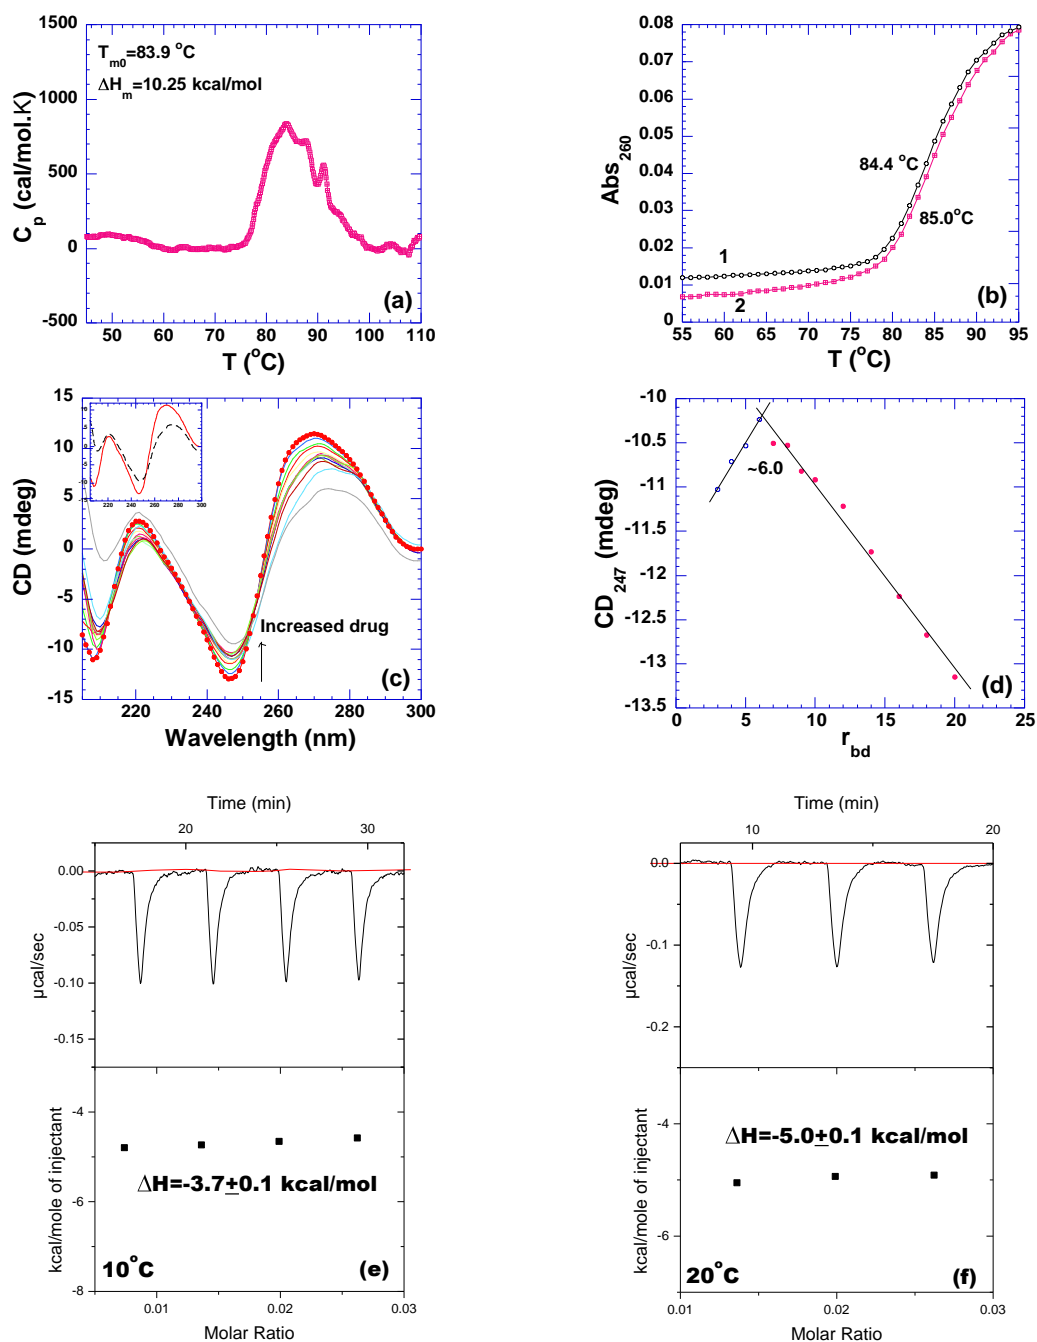 1500
1000
500
0
-500
C_p (cal/mol.K)
T_m0=83.9 °C
ΔH_m=10.25 kcal/mol
(a)
50 60 70 80 90 100 110
T (°C)
0.08
0.07
0.06
0.05
0.04
0.03
0.02
0.01
0
Abs_260
84.4 °C
85.0°C
1
2
(b)
55 60 65 70 75 80 85 90 95
T (°C)
15
10
5
0
-5
-10
-15
CD (mdeg)
220 240 260 280 300
Increased drug
(c)
220 240 260 280 300
Wavelength (nm)
-10
-10.5
-11
-11.5
-12
-12.5
-13
-13.5
CD_247 (mdeg)
~6.0
(d)
0 5 10 15 20 25
r_bd
Time (min)
20 30
0.00
-0.05
-0.10
-0.15
µcal/sec
-4
-6
-8
kcal/mole of injectant
ΔH=-3.7±0.1 kcal/mol
10°C (e)
0.01 0.02 0.03
Molar Ratio
Time (min)
10 20
0.0
-0.1
-0.2
µcal/sec
-4
-6
kcal/mole of injectant
ΔH=-5.0±0.1 kcal/mol
20°C (f)
0.01 0.02 0.03
Molar Ratio